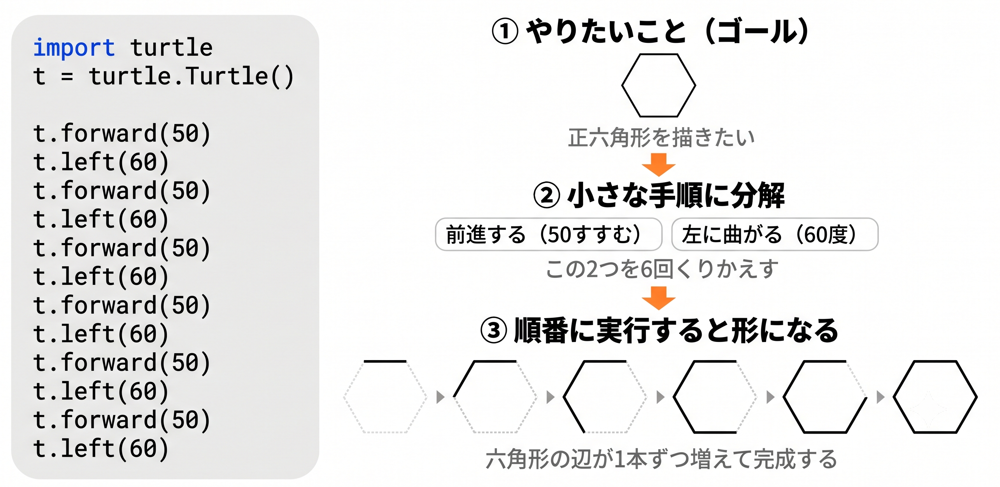 import turtle
t = turtle.Turtle()
t.forward(50)
t.left(60)
t.forward(50)
t.left(60)
t.forward(50)
t.left(60)
t.forward(50)
t.left(60)
t.forward(50)
t.left(60)
t.forward(50)
t.left(60)
① やりたいこと（ゴール）
正六角形を描きたい
② 小さな手順に分解
前進する（50すすむ） 左に曲がる（60度）
この2つを6回くりかえす
③ 順番に実行すると形になる
六角形の辺が1本ずつ増えて完成する